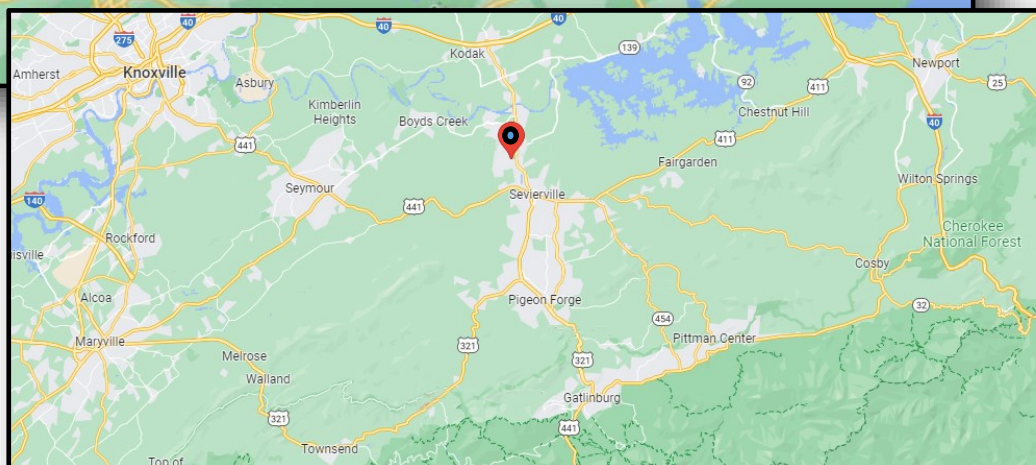 40
40
275
Kodak
139
Newport
Amherst
Knoxville
Asbury
92
411
25
Kimberlin
Heights
Boyds Creek
Chestnut Hill
40
441
411
Fairgarden
Seymour
Sevierville
Wilton Springs
140
441
Rockford
Cherokee
National Forest
Cosby
Alcoa
Pigeon Forge
32
454
Maryville
321
Pittman Center
Melrose
321
Walland
Gatlinburg
321
441
Townsend
Top of